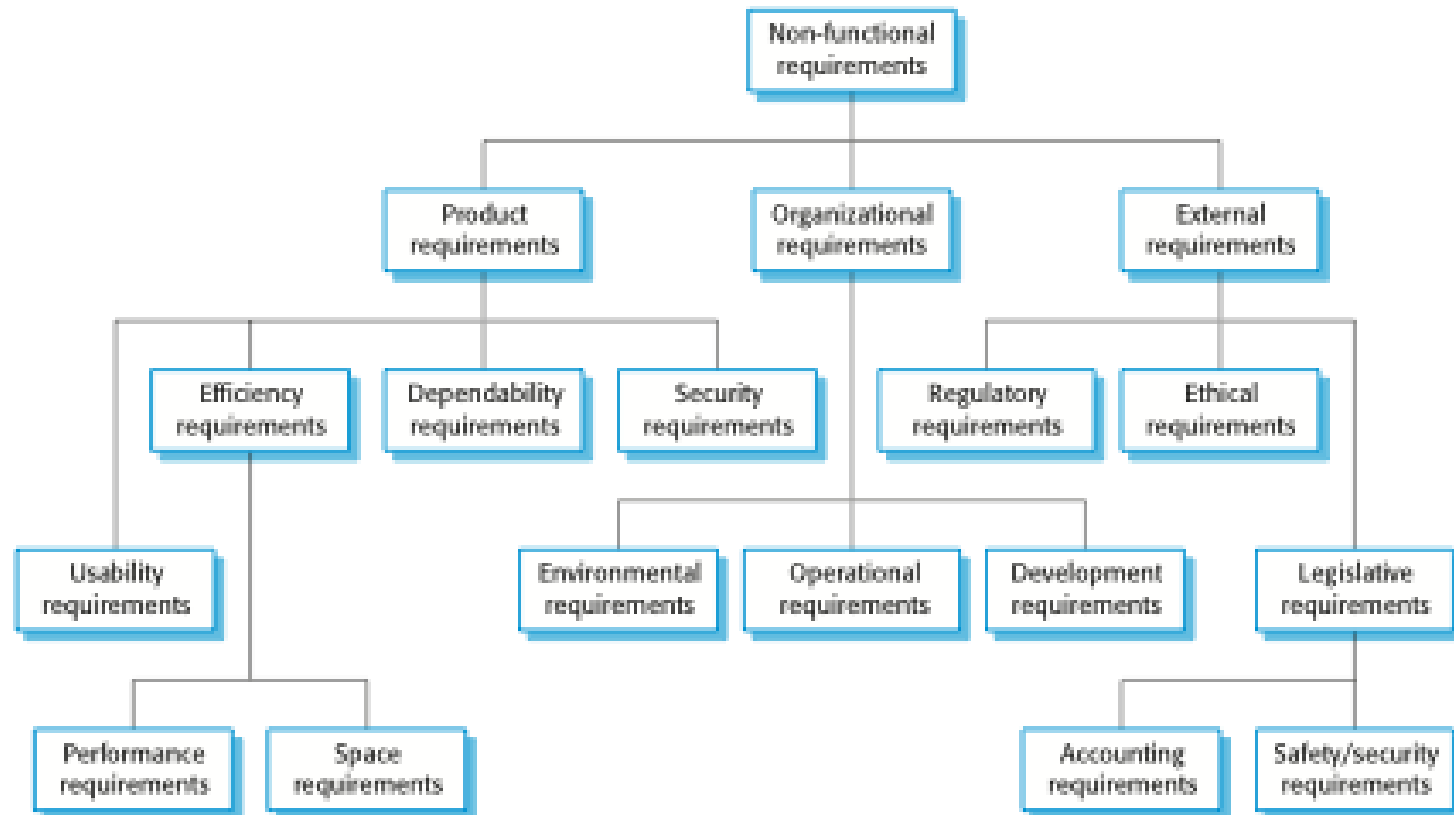 Non-functional
requirements
Product
requirements
Organizational
requirements
External
requirements
Efficiency
requirements
Dependability
requirements
Security
requirements
Regulatory
requirements
Ethical
requirements
Usability
requirements
Environmental
requirements
Operational
requirements
Development
requirements
Legislative
requirements
Performance
requirements
Space
requirements
Accounting
requirements
Safety/security
requirements